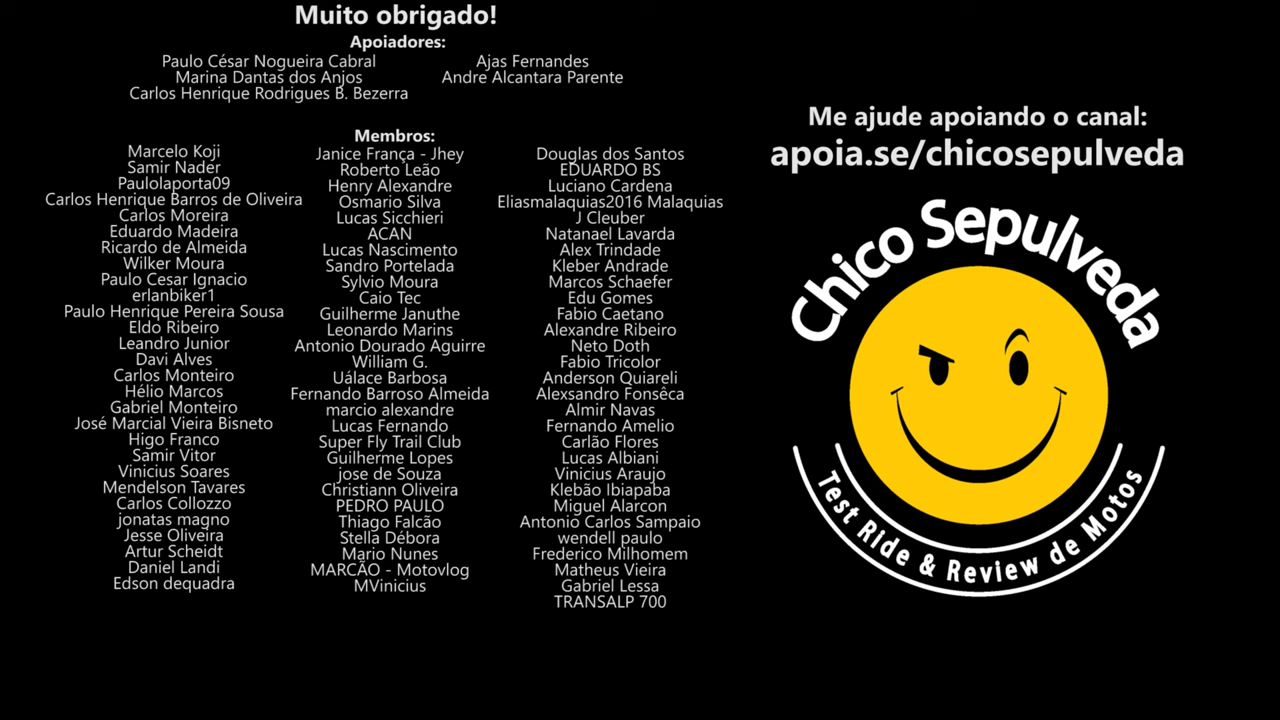 Muito obrigado!
Apoiadores:
Paulo César Nogueira Cabral
Marina Dantas dos Anjos
Carlos Henrique Rodrigues B. Bezerra
Ajas Fernandes
Andre Alcantara Parente
Membros:
Marcelo Koji
Samir Nader
Paulolaporta09
Carlos Henrique Barros de Oliveira
Carlos Moreira
Eduardo Madeira
Ricardo de Almeida
Wilker Moura
Paulo Cesar Ignacio
erlanbiker1
Paulo Henrique Pereira Sousa
Eldo Ribeiro
Leandro Junior
Davi Alves
Carlos Monteiro
Hélio Marcos
Gabriel Monteiro
José Marcial Vieira Bisneto
Higo Franco
Samir Vitor
Vinicius Soares
Mendelson Tavares
Carlos Collozzo
jonatas magno
Jesse Oliveira
Artur Scheidt
Daniel Landi
Edson dequadra
Janice França - Jhey
Roberto Leão
Henry Alexandre
Osmario Silva
Lucas Sicchieri
ACAN
Lucas Nascimento
Sandro Portelada
Sylvio Moura
Caio Tec
Guilherme Januthe
Leonardo Marins
Antonio Dourado Aguirre
William G.
Uálace Barbosa
Fernando Barroso Almeida
marcio alexandre
Lucas Fernando
Super Fly Trail Club
Guilherme Lopes
jose de Souza
Christiann Oliveira
PEDRO PAULO
Thiago Falcão
Stella Débora
Mario Nunes
MARCÃO - Motovlog
MVinicius
Douglas dos Santos
EDUARDO BS
Luciano Cardena
Eliasmalaquias2016 Malaquias
J Cleuber
Natanael Lavarda
Alex Trindade
Kleber Andrade
Marcos Schaefer
Edu Gomes
Fabio Caetano
Alexandre Ribeiro
Neto Doth
Fabio Tricolor
Anderson Quiareli
Alexsandro Fonsêca
Almir Navas
Fernando Amelio
Carlão Flores
Lucas Albiani
Vinicius Araujo
Klebão Ibiapaba
Miguel Alarcon
Antonio Carlos Sampaio
wendell paulo
Frederico Milhomem
Matheus Vieira
Gabriel Lessa
TRANSALP 700
Me ajude apoiando o canal:
apoia.se/chicosepulveda
Chico Sepulveda
Test Ride & Review de Motos